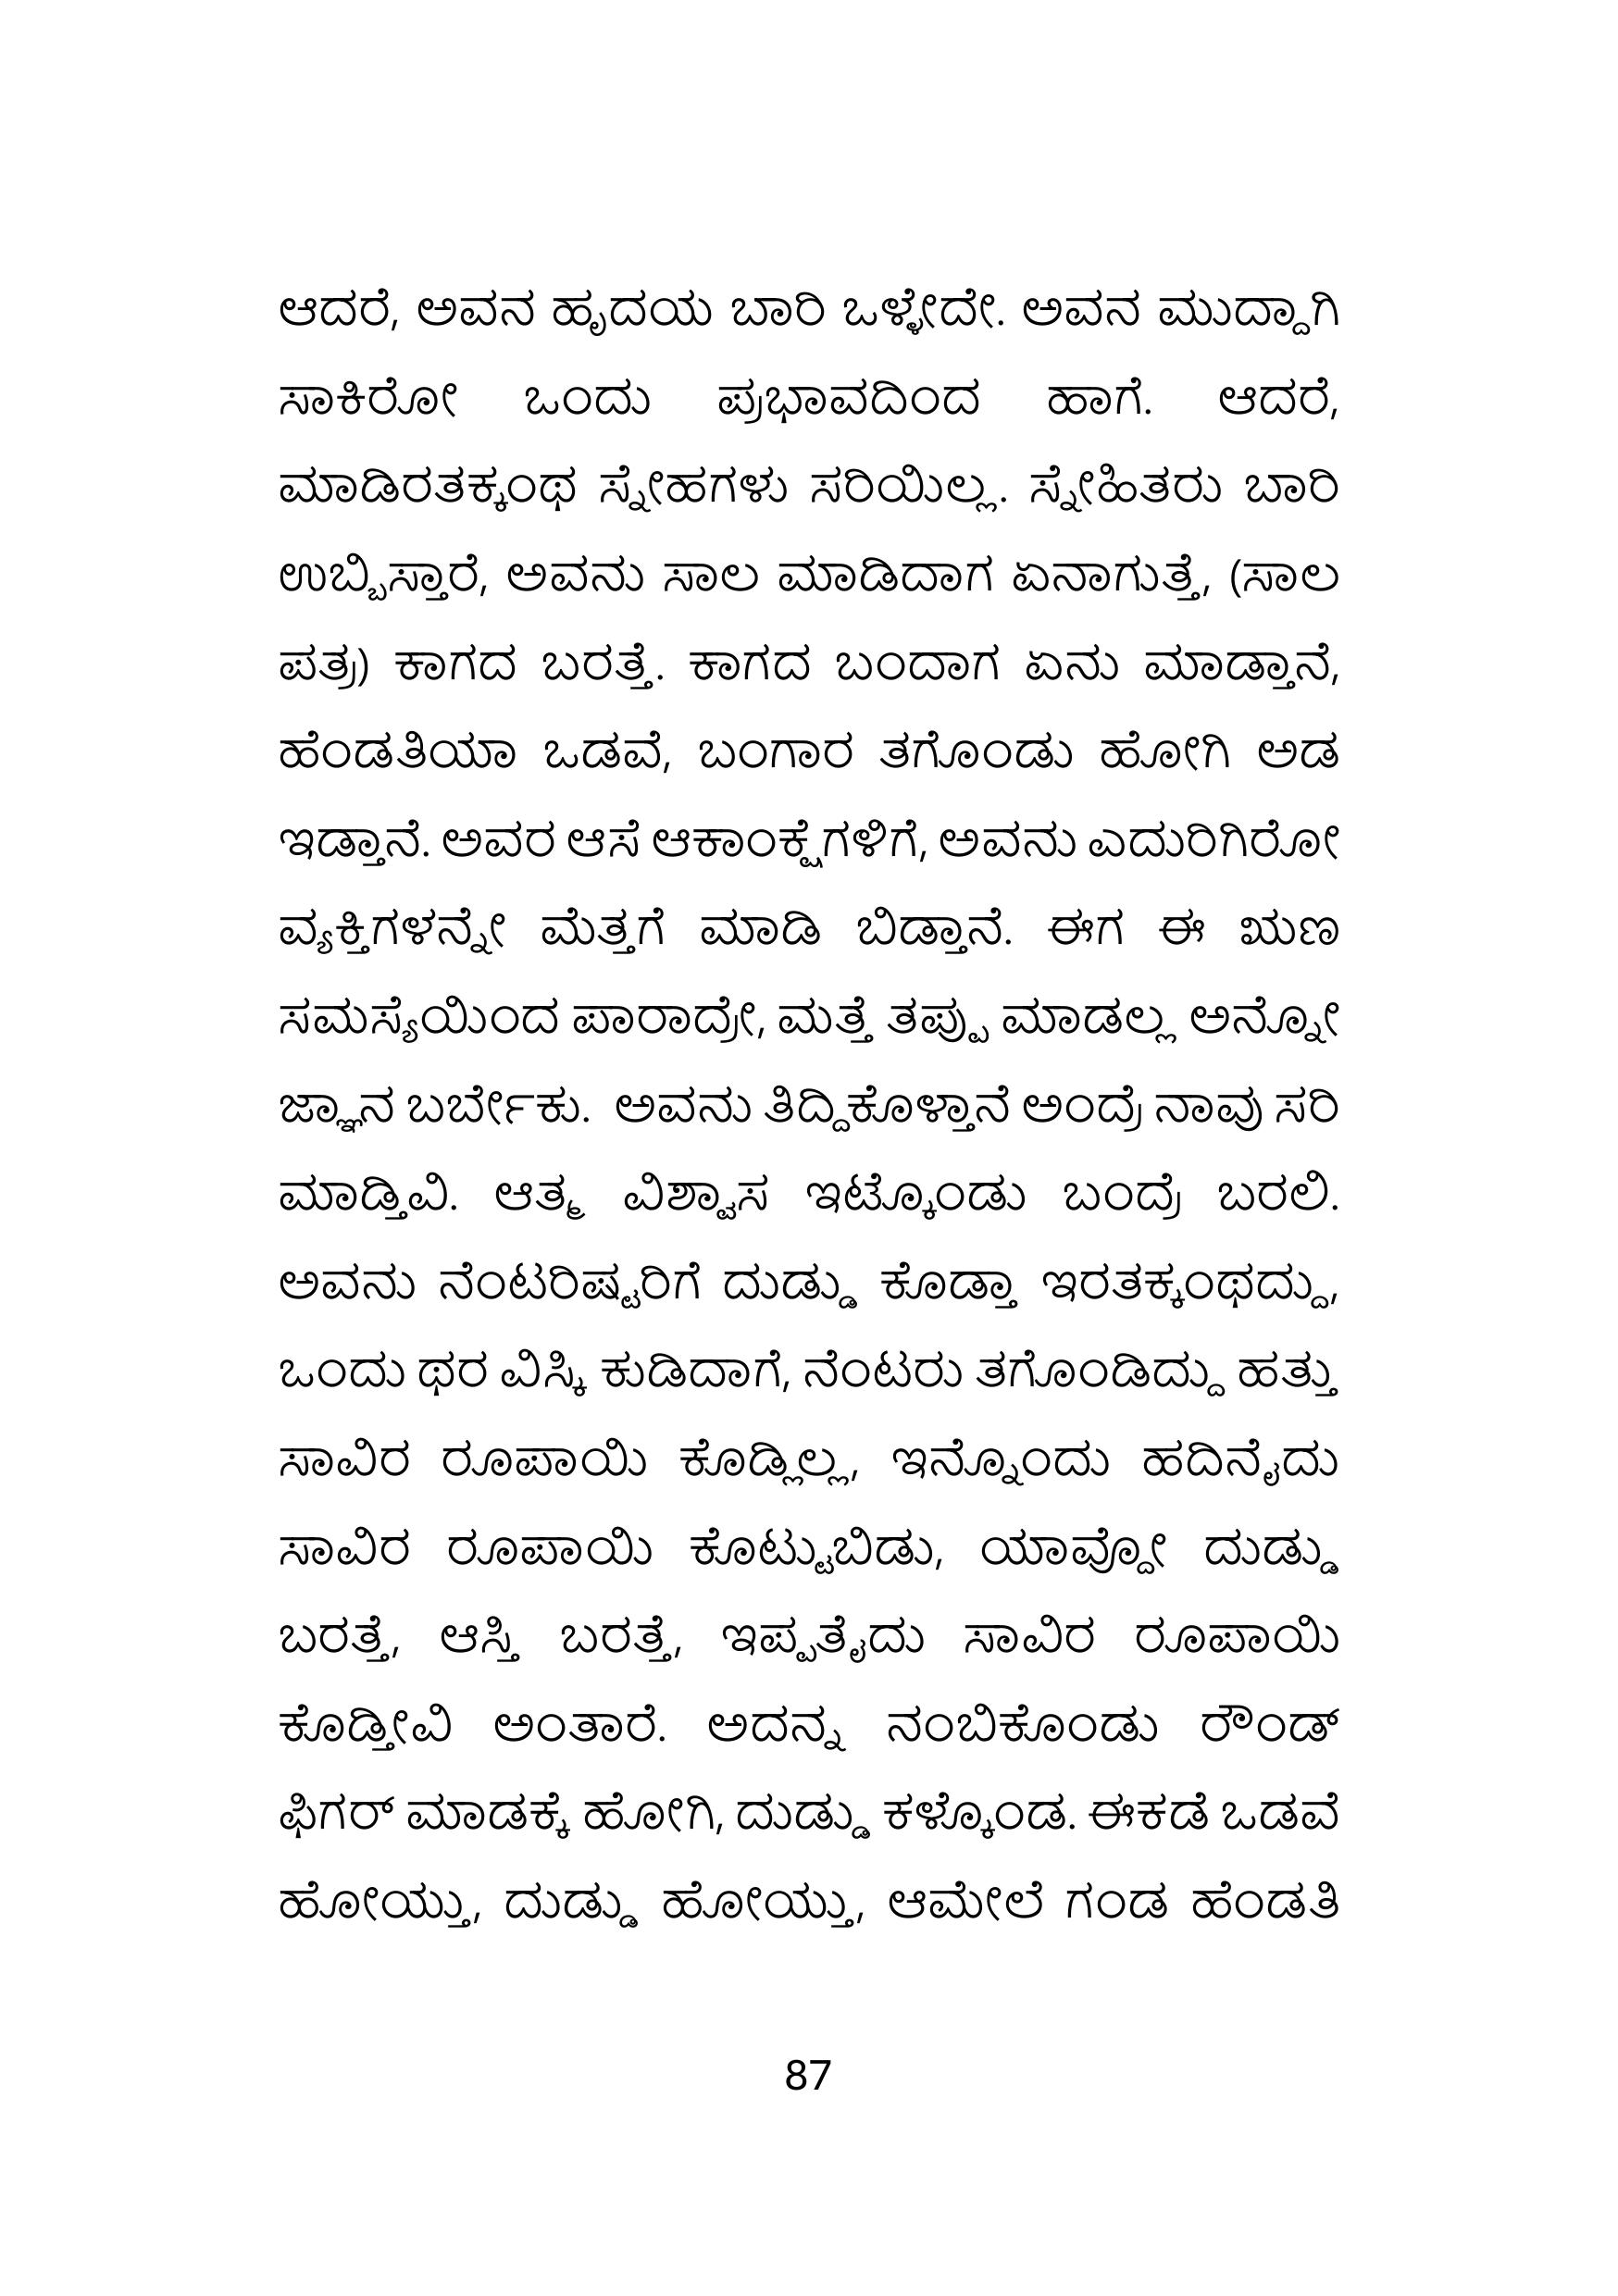 ಆದರೆ, ಅವನ ಹೃದಯ ಬಾರಿ ಒಳ್ಳೇದೇ. ಅವನ ಮುದ್ದಾಗಿ
ಸಾಕಿರೋ ಒಂದು ಪ್ರಭಾವದಿಂದ ಹಾಗೆ. ಆದರೆ,
ಮಾಡಿರತಕ್ಕಂಥ ಸ್ನೇಹಗಳು ಸರಿಯಿಲ್ಲ. ಸ್ನೇಹಿತರು ಬಾರಿ
ಉಬ್ಬಿಸ್ತಾರೆ, ಅವನು ಸಾಲ ಮಾಡಿದಾಗ ಏನಾಗುತ್ತೆ, (ಸಾಲ
ಪತ್ರ) ಕಾಗದ ಬರತ್ತೆ. ಕಾಗದ ಬಂದಾಗ ಏನು ಮಾಡ್ತಾನೆ,
ಹೆಂಡತಿಯಾ ಒಡವೆ, ಬಂಗಾರ ತಗೊಂಡು ಹೋಗಿ ಅಡ
ಇಡ್ತಾನೆ. ಅವರ ಆಸೆ ಆಕಾಂಕ್ಷೆಗಳಿಗೆ, ಅವನು ಎದುರಿಗಿರೋ
ವ್ಯಕ್ತಿಗಳನ್ನೇ ಮೆತ್ತಗೆ ಮಾಡಿ ಬಿಡ್ತಾನೆ. ಈಗ ಈ ಋಣ
ಸಮಸ್ಯೆಯಿಂದ ಪಾರಾದ್ರೇ, ಮತ್ತೆ ತಪ್ಪು ಮಾಡಲ್ಲ ಅನ್ನೋ
ಜ್ಞಾನ ಬರ್ಬೇಕು. ಅವನು ತಿದ್ದಿಕೊಳ್ತಾನೆ ಅಂದ್ರೆ ನಾವು ಸರಿ
ಮಾಡ್ತಿವಿ. ಆತ್ಮ ವಿಶ್ವಾಸ ಇಟ್ಕೊಂಡು ಬಂದ್ರೆ ಬರಲಿ.
ಅವನು ನೆಂಟರಿಷ್ಟರಿಗೆ ದುಡ್ಡು ಕೊಡ್ತಾ ಇರತಕ್ಕಂಥದ್ದು,
ಒಂದು ಥರ ವಿಸ್ಕಿ ಕುಡಿದಾಗೆ, ನೆಂಟರು ತಗೊಂಡಿದ್ದು ಹತ್ತು
ಸಾವಿರ ರೂಪಾಯಿ ಕೊಡ್ಲಿಲ್ಲ, ಇನ್ನೊಂದು ಹದಿನೈದು
ಸಾವಿರ ರೂಪಾಯಿ ಕೊಟ್ಟುಬಿಡು, ಯಾವ್ದೋ ದುಡ್ಡು
ಬರತ್ತೆ, ಆಸ್ತಿ ಬರತ್ತೆ, ಇಪ್ಪತೈದು ಸಾವಿರ ರೂಪಾಯಿ
ಕೊಡ್ತೀವಿ ಅಂತಾರೆ. ಅದನ್ನ ನಂಬಿಕೊಂಡು ರೌಂಡ್
ಫಿಗರ್ ಮಾಡಕ್ಕೆ ಹೋಗಿ, ದುಡ್ಡು ಕಳ್ಕೊಂಡ. ಈಕಡೆ ಒಡವೆ
ಹೋಯ್ತು, ದುಡ್ಡು ಹೋಯ್ತು, ಆಮೇಲೆ ಗಂಡ ಹೆಂಡತಿ
87